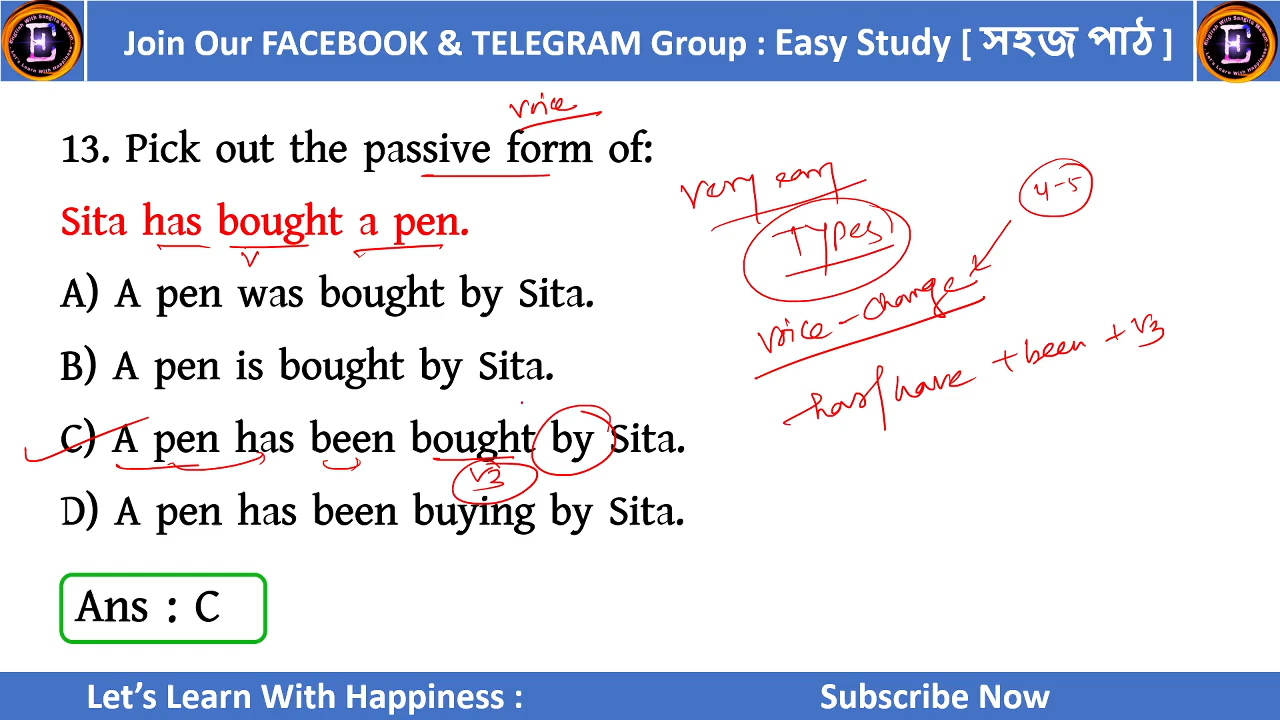 Join Our FACEBOOK & TELEGRAM Group : Easy Study [ সহজ পাঠ ]
voice
13. Pick out the passive form of:
Sita has bought a pen.
V
A) A pen was bought by Sita.
B) A pen is bought by Sita.
C) A pen has been bought by Sita.
V3
D) A pen has been buying by Sita.
Ans : C
very easy
Types
4-5
voice - change
has/have + been + V3
Let's Learn With Happiness :
Subscribe Now